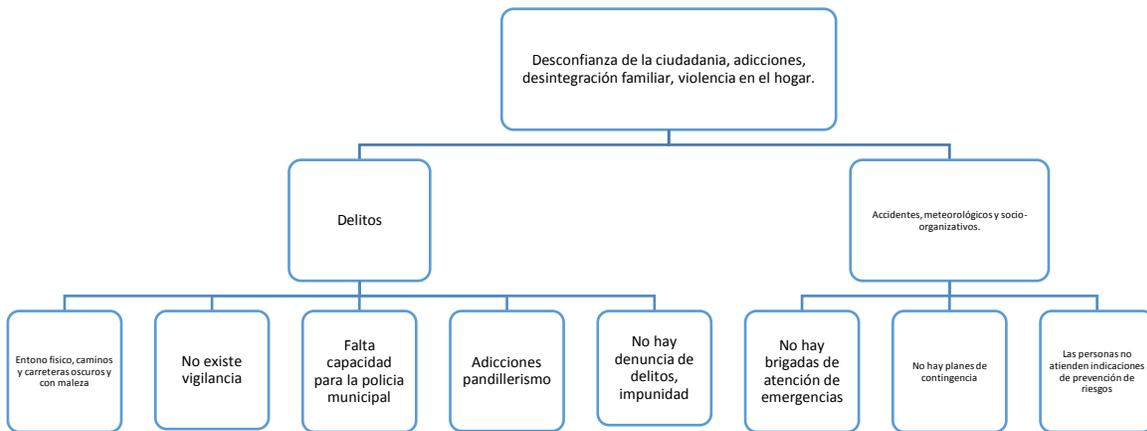 Desconfianza de la ciudadania, adicciones,
desintegración familiar, violencia en el hogar.
Delitos
Accidentes, meteorológicos y socio-
organizativos.
Entono fisico, caminos
y carreteras oscuros y
con maleza
No existe
vigilancia
Falta
capacidad
para la policia
municipal
Adicciones
pandillerismo
No hay
denuncia de
delitos,
impunidad
No hay
brigadas de
atención de
emergencias
No hay planes de
contingencia
Las personas no
atienden indicaciones
de prevención de
riesgos